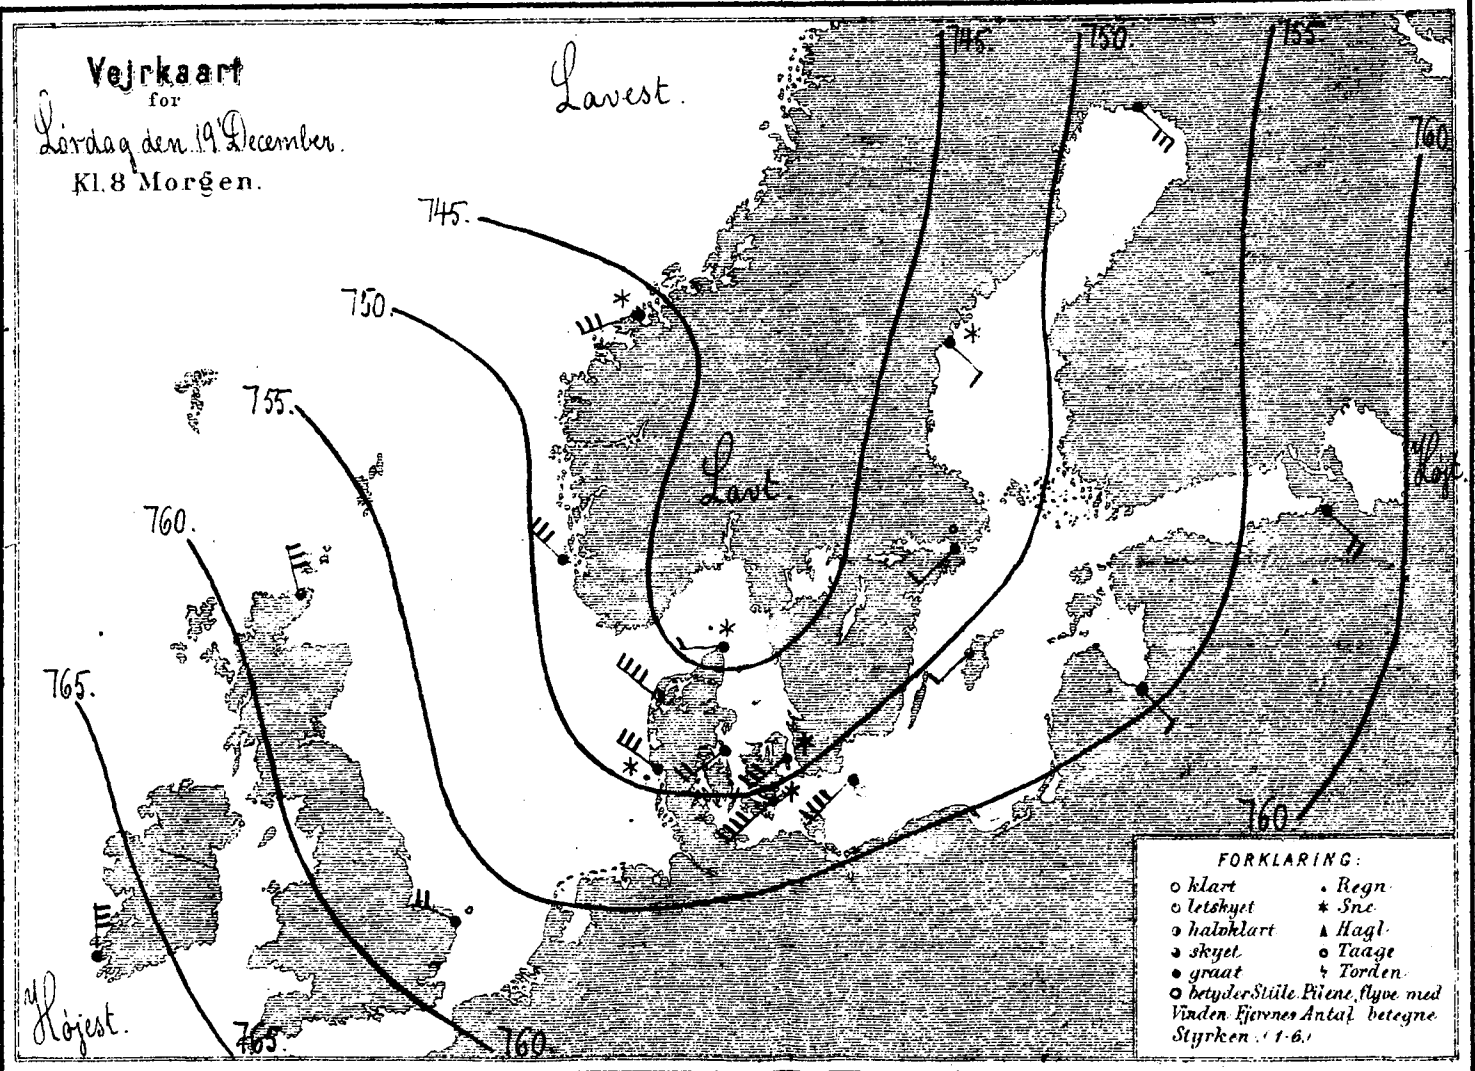 Vejrkaart
for
Lørdag den 19' December.
Kl. 8 Morgen.
Lavest.
745.
750.
755.
760
745.
750.
755.
Lavt.
Højt.
760.
765.
760.
Højest.
765.
760.
FORKLARING:
klart
letskyet
halvklart
skyet
graat
Regn
Sne
Hagl
Taage
Torden
betyder Stille. Pilene flyve med
Vinden Fjerenes Antal betegne
Styrken (1-6)